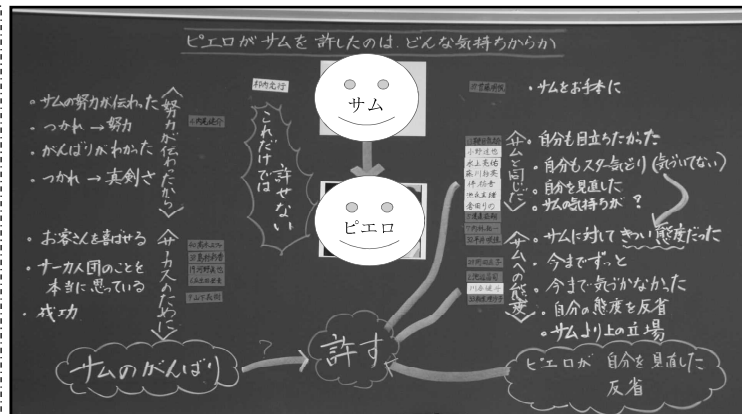 ピエロがサムを許したのは、どんな気持ちからか
サム
ピエロ
・サムの努力が伝わった
・つかれ→努力
・がんばりがわかった
・つかれ→真剣さ
<努力が伝わったから>
・お客さんを喜ばせる
・サーカス団のことを
本当に思っている
・成功
<サーカスのために>
これだけでは
許せない
・サムをお手本に
<サムと同じだ>
・自分も目立ちたかった
・自分もスター気どり(気づいてない)
・自分を見直した
・サムの気持ちが?
<サムへの態度>
・サムに対してきつい態度だった
・今までずっと
・今まで気づかなかった
・自分の態度を反省
・サムより上の立場
サムのがんばり
?
許す
ピエロが自分を見直した
反省